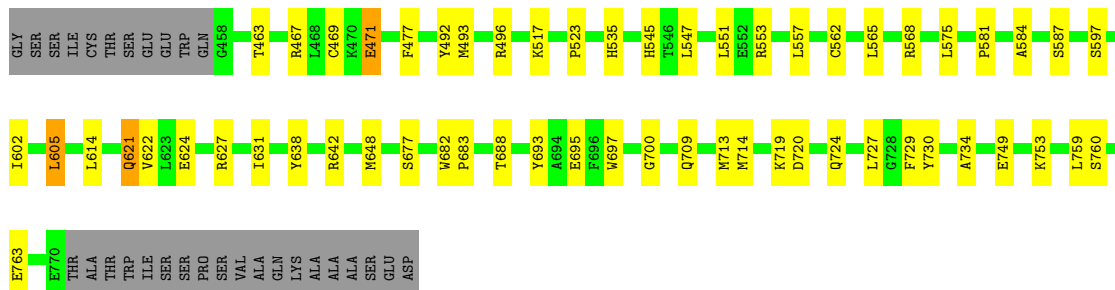 GLY SER SER ILE CYS THR SER GLU GLU TRP GLN G458 T463 R467 L468 C469 K470 E471 F477 Y492 M493 R496 K517 P523 H535 H545 T546 L547 L551 E552 R553 L557 C562 L565 R588 L575 P581 A584 S587 S597
I602 L605 L614 Q621 V622 L623 E624 R627 I631 Y638 R642 M648 S677 W682 P683 T688 Y693 A694 E695 F696 W697 G700 Q709 M713 M714 K719 D720 Q724 L727 G728 F729 Y730 A734 E749 K753 L759 S760
E763 E770 THR ALA THR TRP ILE SER SER PRO SER VAL ALA GLN LYS ALA ALA ALA SER GLU ASP